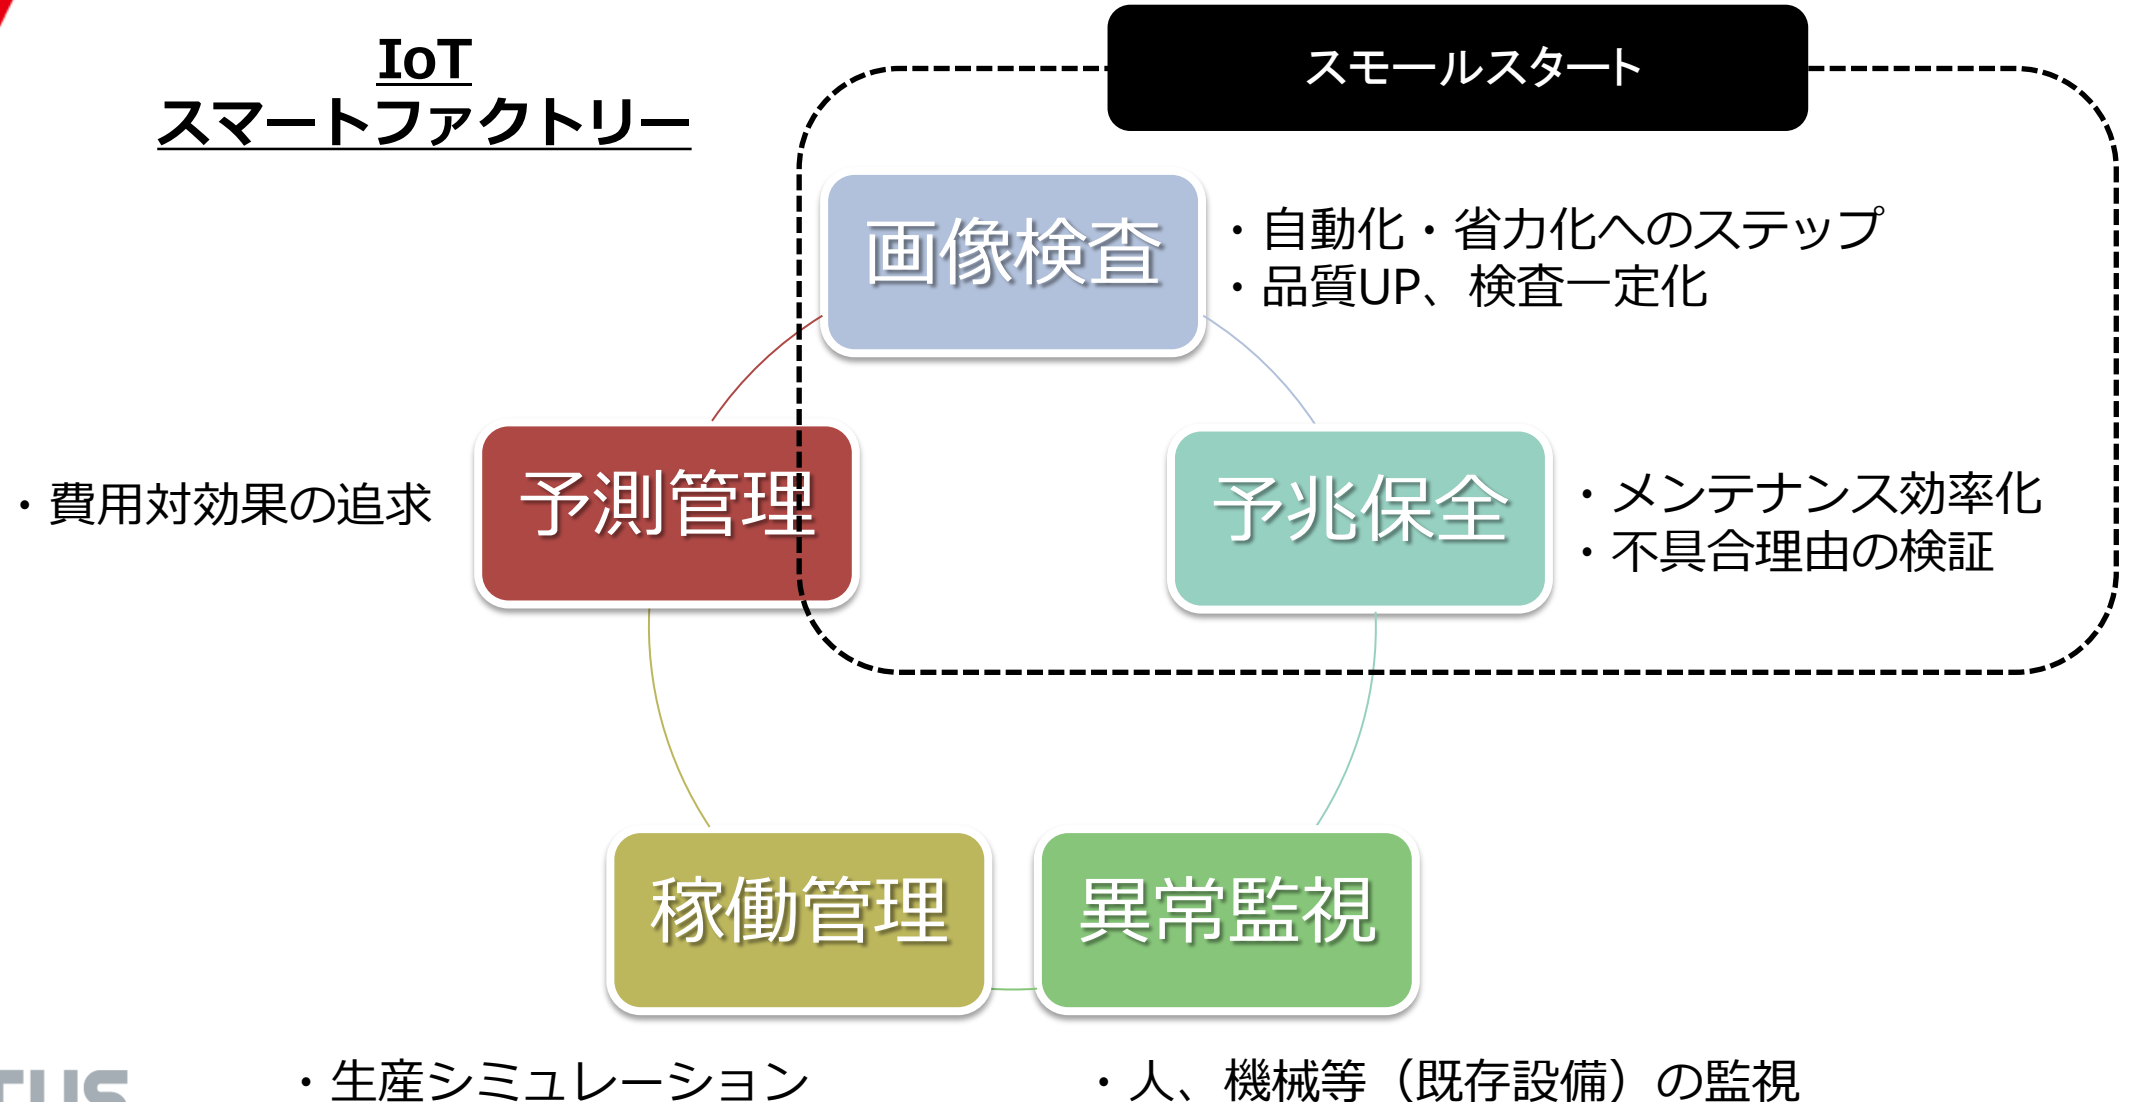 IoT
スマートファクトリー
スモールスタート
画像検査
・自動化・省力化へのステップ
・品質UP、検査一定化
・費用対効果の追求
予測管理
予兆保全
・メンテナンス効率化
・不具合理由の検証
稼働管理
異常監視
・生産シミュレーション
・人、機械等（既存設備）の監視